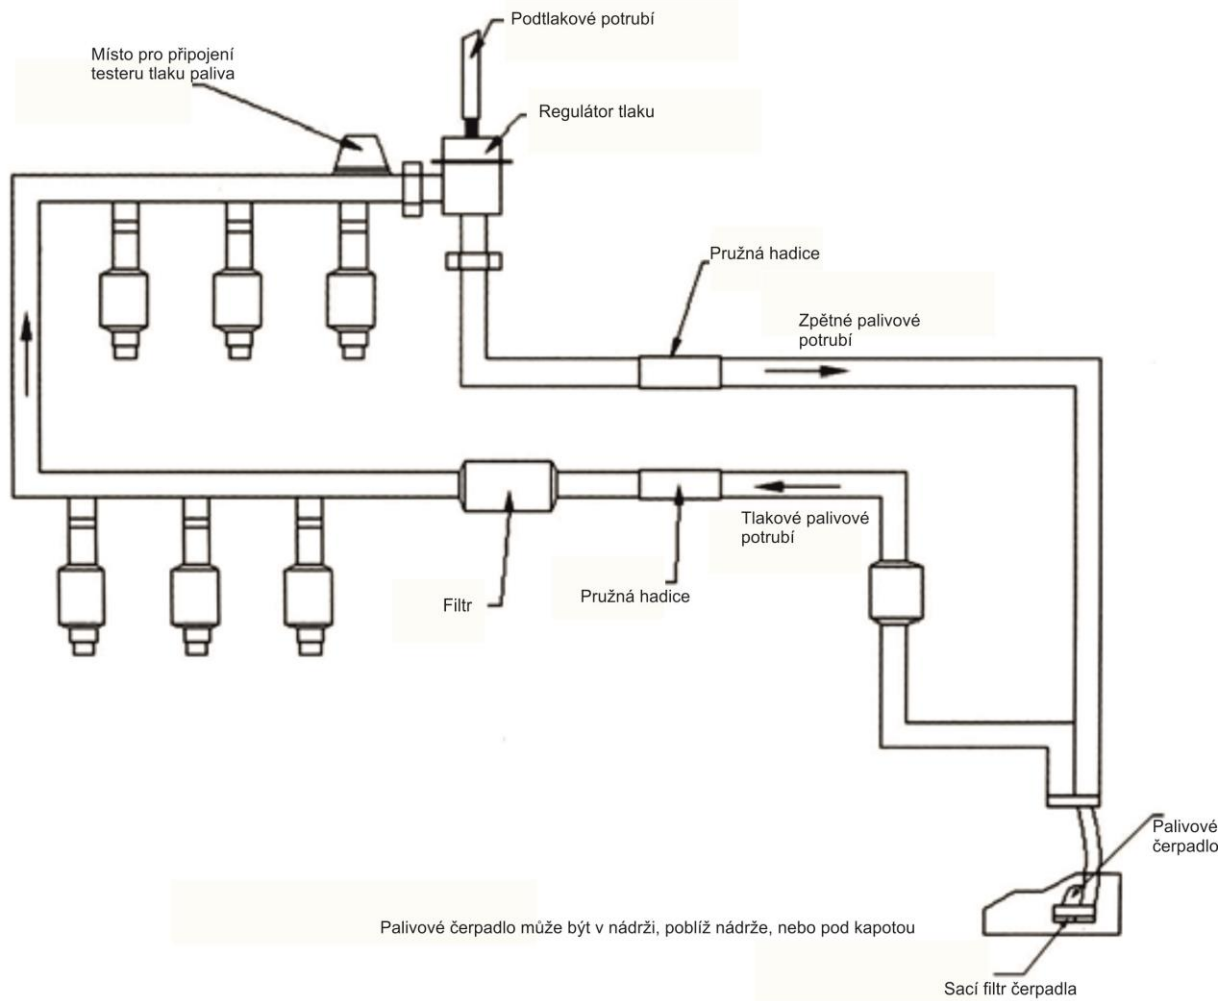 Podtlakové potrubí
Místo pro připojení
testeru tlaku paliva
Regulátor tlaku
Pružná hadice
Zpětné palivové
potrubí
Tlakové palivové
potrubí
Filtr
Pružná hadice
Palivové
čerpadlo
Palivové čerpadlo může být v nádrži, poblíž nádrže, nebo pod kapotou
Sací filtr čerpadla